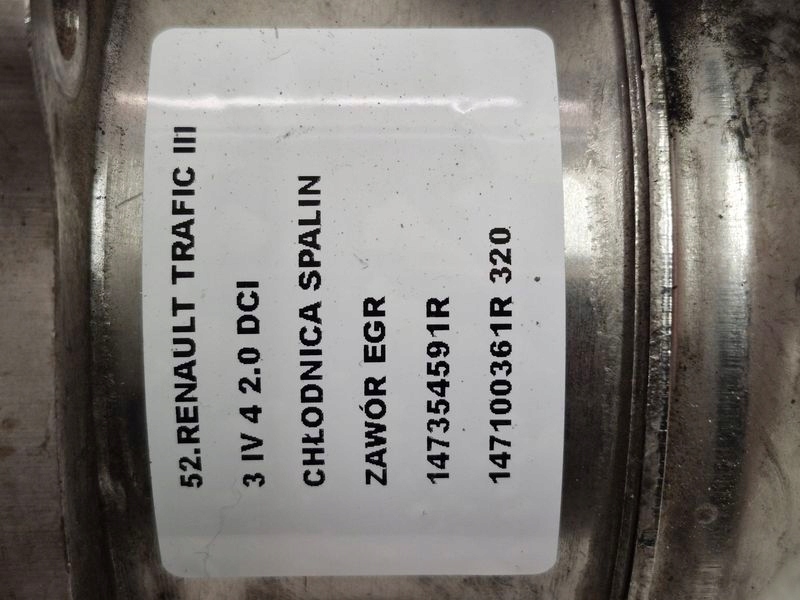 52.RENAULT TRAFIC III
3 IV 4 2.0 DCI
CHŁODNICA SPALIN
ZAWÓR EGR
147354591R
147100361R 320